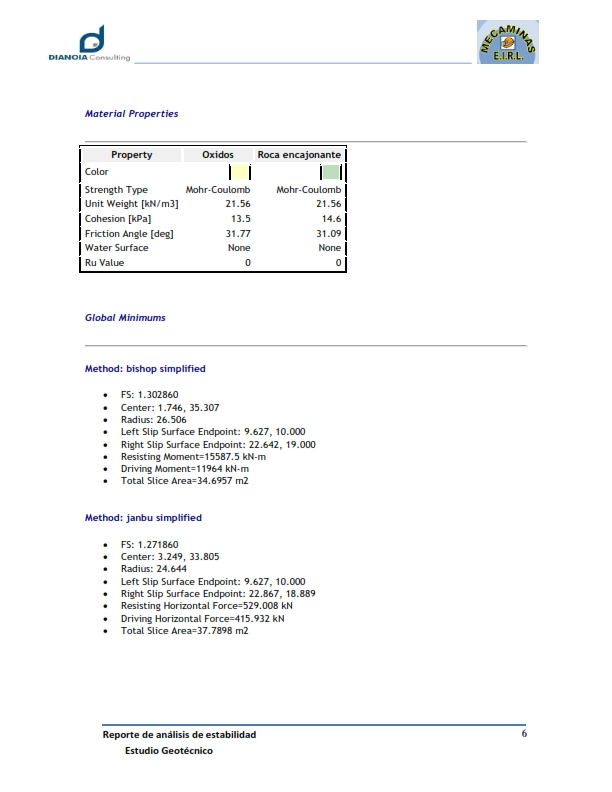 DIANOIA Consulting
MECAMINAS
E.I.R.L.
Material Properties
Property Oxidos Roca encajonante
Color
Strength Type Mohr-Coulomb Mohr-Coulomb
Unit Weight [kN/m3] 21.56 21.56
Cohesion [kPa] 13.5 14.6
Friction Angle [deg] 31.77 31.09
Water Surface None None
Ru Value 0 0
Global Minimums
Method: bishop simplified
• FS: 1.302860
• Center: 1.746, 35.307
• Radius: 26.506
• Left Slip Surface Endpoint: 9.627, 10.000
• Right Slip Surface Endpoint: 22.642, 19.000
• Resisting Moment=15587.5 kN-m
• Driving Moment=11964 kN-m
• Total Slice Area=34.6957 m2
Method: janbu simplified
• FS: 1.271860
• Center: 3.249, 33.805
• Radius: 24.644
• Left Slip Surface Endpoint: 9.627, 10.000
• Right Slip Surface Endpoint: 22.867, 18.889
• Resisting Horizontal Force=529.008 kN
• Driving Horizontal Force=415.932 kN
• Total Slice Area=37.7898 m2
Reporte de análisis de estabilidad 6
Estudio Geotécnico